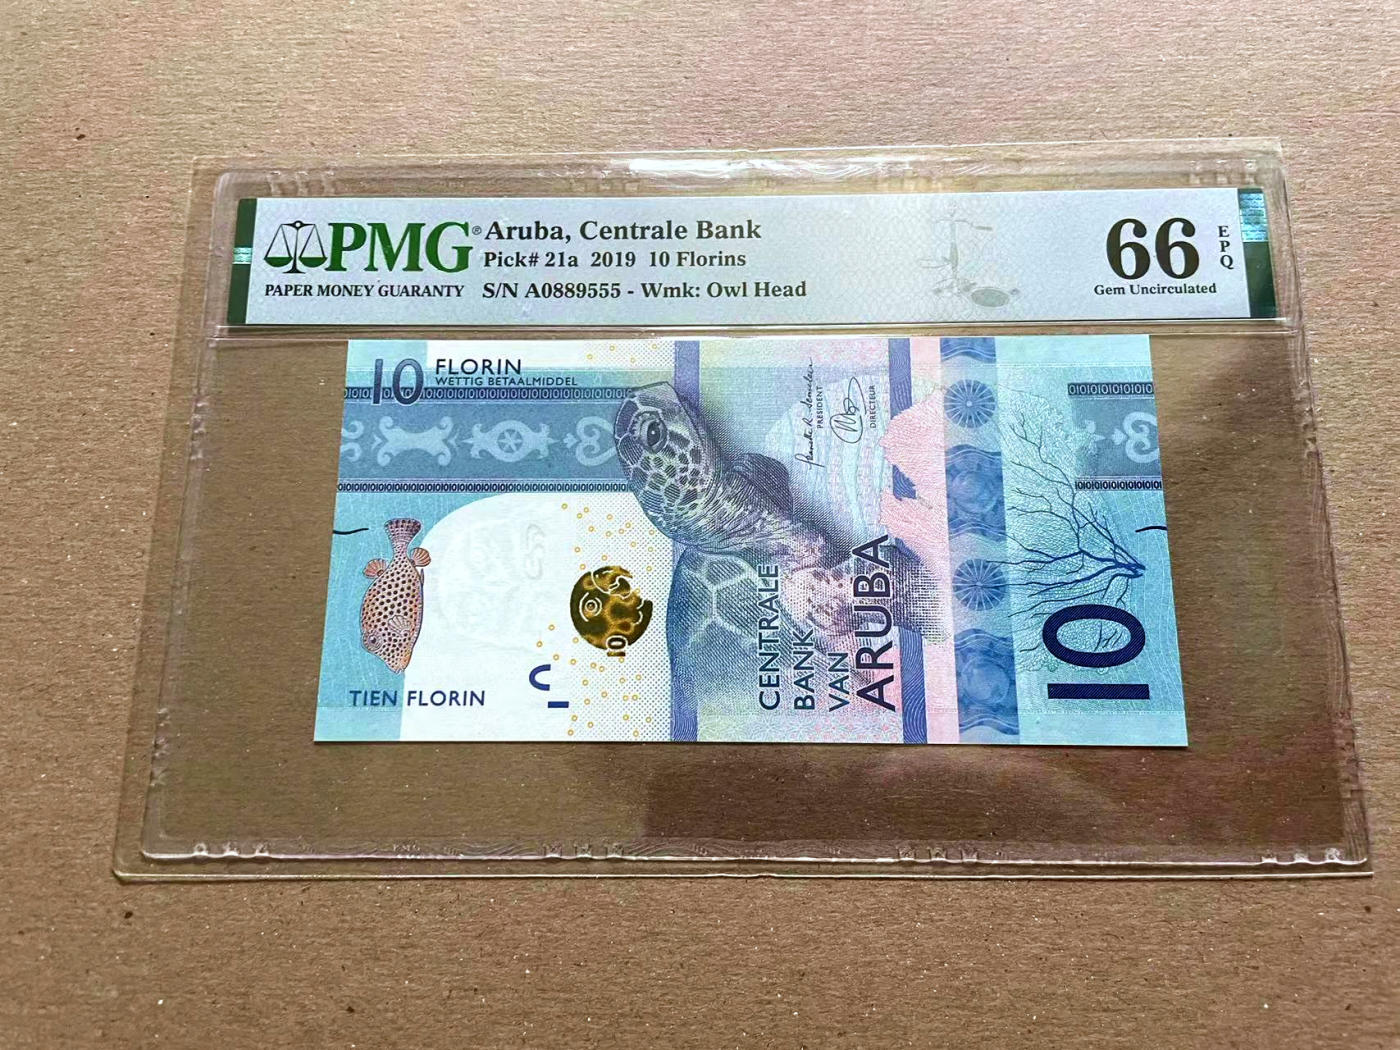 PMG®
PAPER MONEY GUARANTY
Aruba, Centrale Bank
Pick# 21a 2019 10 Florins
S/N A0889555 - Wmk: Owl Head
66
EPQ
Gem Uncirculated
10 FLORIN
WETTIG BETAALMIDDEL
PRESIDENT
DIRECTEUR
TIEN FLORIN
10
CENTRALE
BANK
VAN
ARUBA
10